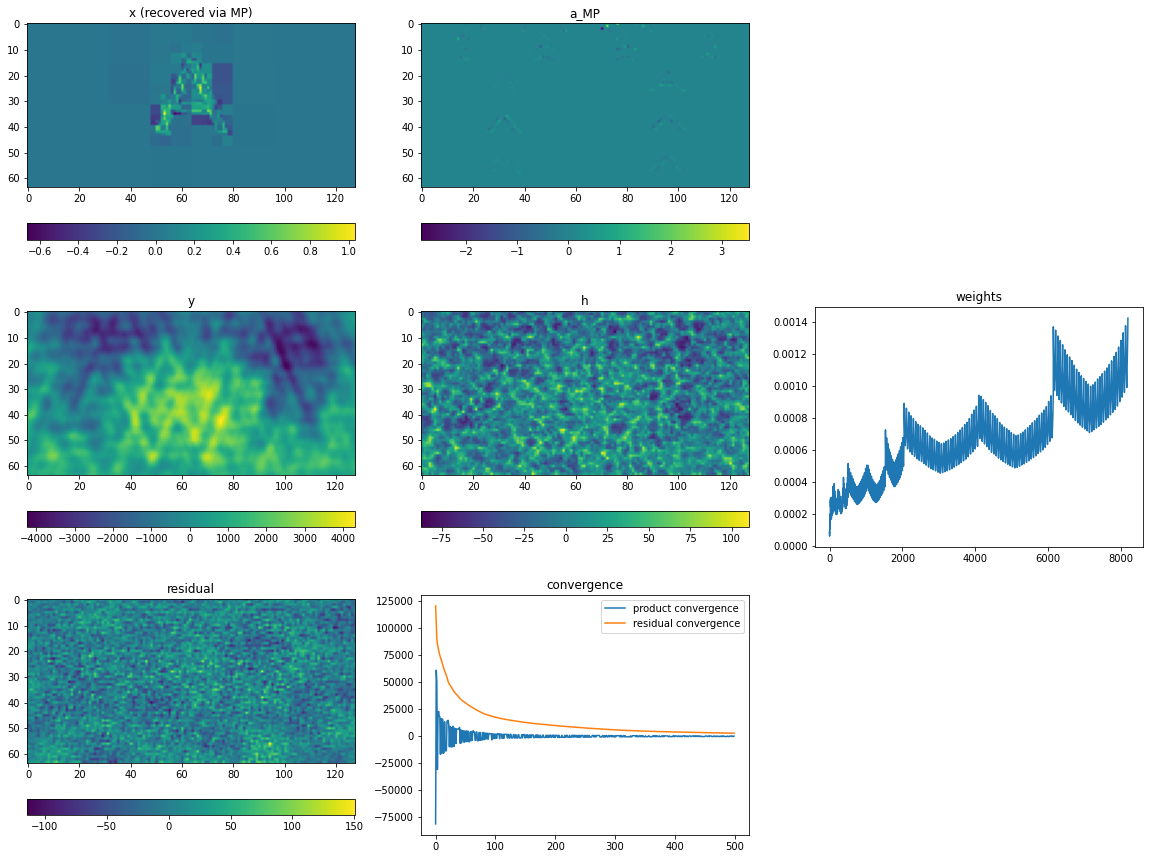 x (recovered via MP)
0
10
20
30
40
50
60
0 20 40 60 80 100 120
−0.6 −0.4 −0.2 0.0 0.2 0.4 0.6 0.8 1.0
a_MP
0
10
20
30
40
50
60
0 20 40 60 80 100 120
−2 −1 0 1 2 3
y
0
10
20
30
40
50
60
0 20 40 60 80 100 120
−4000 −3000 −2000 −1000 0 1000 2000 3000 4000
h
0
10
20
30
40
50
60
0 20 40 60 80 100 120
−75 −50 −25 0 25 50 75 100
weights
0.0014
0.0012
0.0010
0.0008
0.0006
0.0004
0.0002
0.0000
0 2000 4000 6000 8000
residual
0
10
20
30
40
50
60
0 20 40 60 80 100 120
−100 −50 0 50 100 150
convergence
125000
100000
75000
50000
25000
0
−25000
−50000
−75000
product convergence
residual convergence
0 100 200 300 400 500